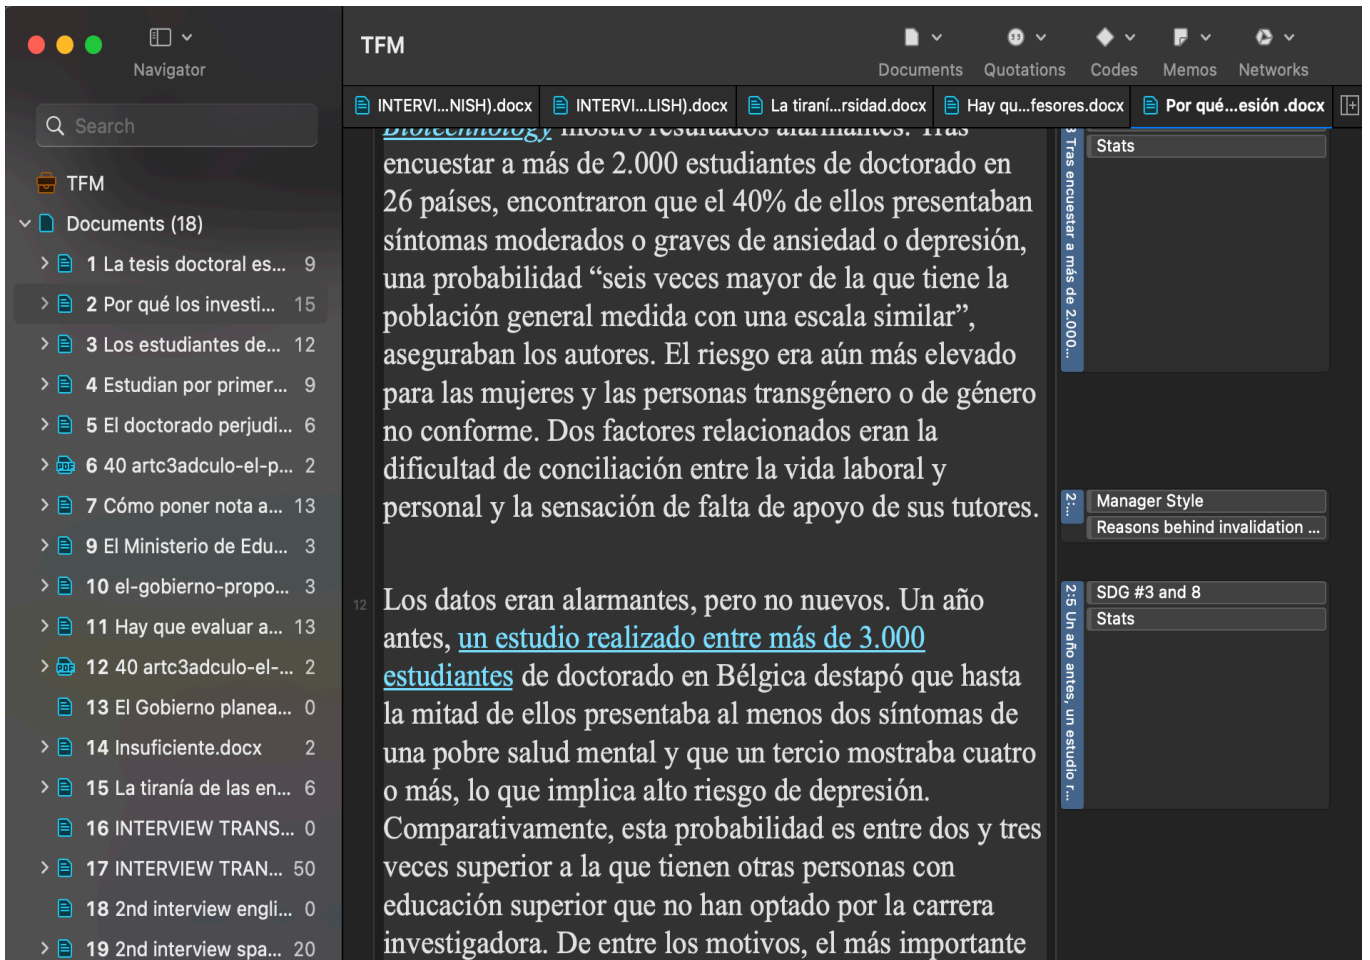 Navigator
TFM
Documents
Quotations
Codes
Memos
Networks
Search
TFM
Documents (18)
1 La tesis doctoral es... 9
2 Por qué los investi... 15
3 Los estudiantes de... 12
4 Estudian por primer... 9
5 El doctorado perjudi... 6
6 40 artc3adculo-el-p... 2
7 Cómo poner nota a... 13
9 El Ministerio de Edu... 3
10 el-gobierno-propo... 3
11 Hay que evaluar a... 13
12 40 artc3adculo-el-... 2
13 El Gobierno planea... 0
14 Insuficiente.docx 2
15 La tiranía de las en... 6
16 INTERVIEW TRANS... 0
17 INTERVIEW TRAN... 50
18 2nd interview engli... 0
19 2nd interview spa... 20
INTERVI...NISH).docx
INTERVI...LISH).docx
La tiraní...rsidad.docx
Hay qu...fesores.docx
Por qué...esión .docx
Biotechnology mostró resultados alarmantes. Tras
encuestar a más de 2.000 estudiantes de doctorado en
26 países, encontraron que el 40% de ellos presentaban
síntomas moderados o graves de ansiedad o depresión,
una probabilidad “seis veces mayor de la que tiene la
población general medida con una escala similar”,
aseguraban los autores. El riesgo era aún más elevado
para las mujeres y las personas transgénero o de género
no conforme. Dos factores relacionados eran la
dificultad de conciliación entre la vida laboral y
personal y la sensación de falta de apoyo de sus tutores.
12
Los datos eran alarmantes, pero no nuevos. Un año
antes, un estudio realizado entre más de 3.000
estudiantes de doctorado en Bélgica destapó que hasta
la mitad de ellos presentaba al menos dos síntomas de
una pobre salud mental y que un tercio mostraba cuatro
o más, lo que implica alto riesgo de depresión.
Comparativamente, esta probabilidad es entre dos y tres
veces superior a la que tienen otras personas con
educación superior que no han optado por la carrera
investigadora. De entre los motivos, el más importante
3 Tras encuestar a más de 2.000...
Stats
2:...
Manager Style
Reasons behind invalidation ...
2:5 Un año antes, un estudio r...
SDG #3 and 8
Stats